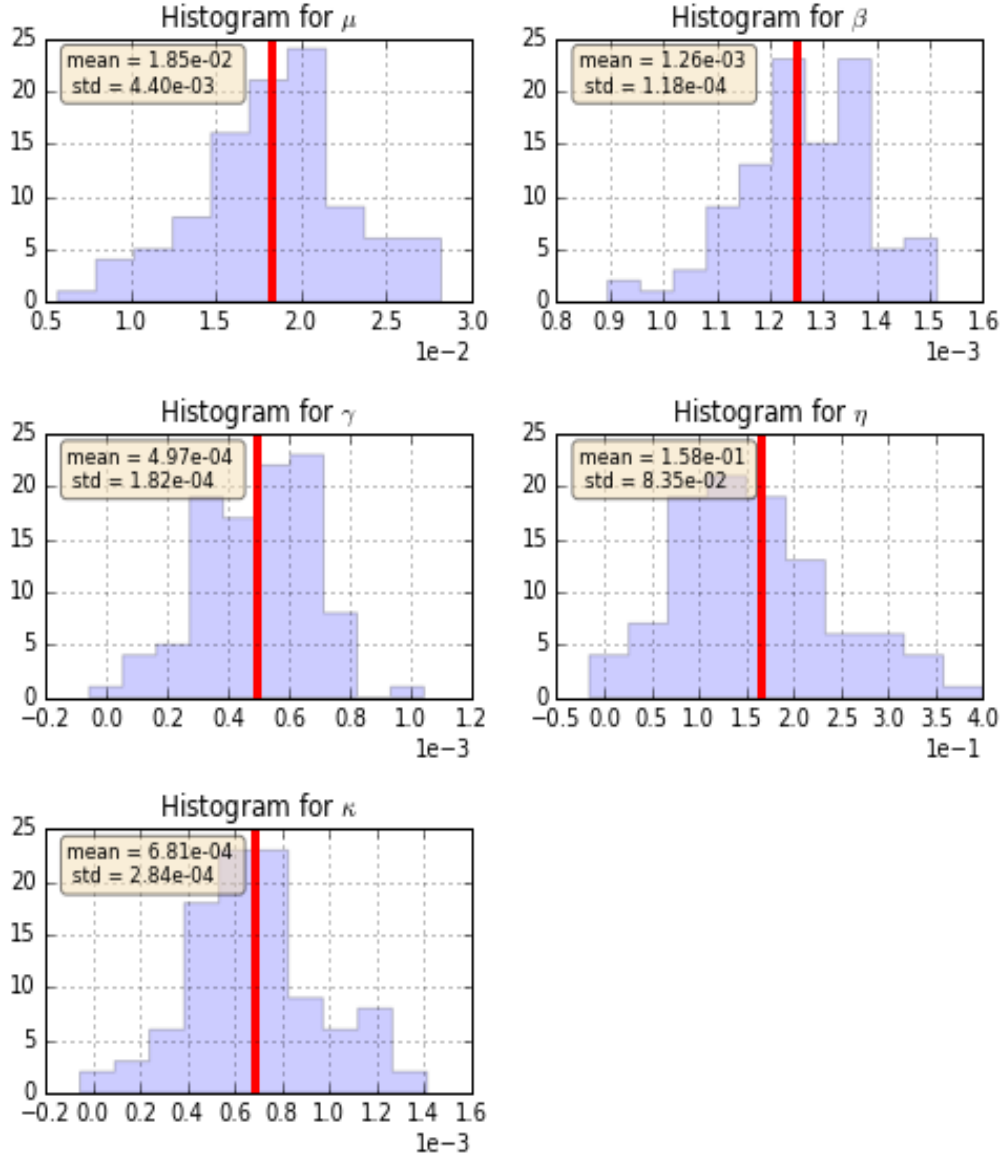 Histogram for μ
mean = 1.85e-02
std = 4.40e-03
25
20
15
10
5
0
0.5 1.0 1.5 2.0 2.5 3.0
1e−2
Histogram for β
mean = 1.26e-03
std = 1.18e-04
25
20
15
10
5
0
0.8 0.9 1.0 1.1 1.2 1.3 1.4 1.5 1.6
1e−3
Histogram for γ
mean = 4.97e-04
std = 1.82e-04
25
20
15
10
5
0
−0.2 0.0 0.2 0.4 0.6 0.8 1.0 1.2
1e−3
Histogram for η
mean = 1.58e-01
std = 8.35e-02
25
20
15
10
5
0
−0.5 0.0 0.5 1.0 1.5 2.0 2.5 3.0 3.5 4.0
1e−1
Histogram for κ
mean = 6.81e-04
std = 2.84e-04
25
20
15
10
5
0
−0.2 0.0 0.2 0.4 0.6 0.8 1.0 1.2 1.4 1.6
1e−3